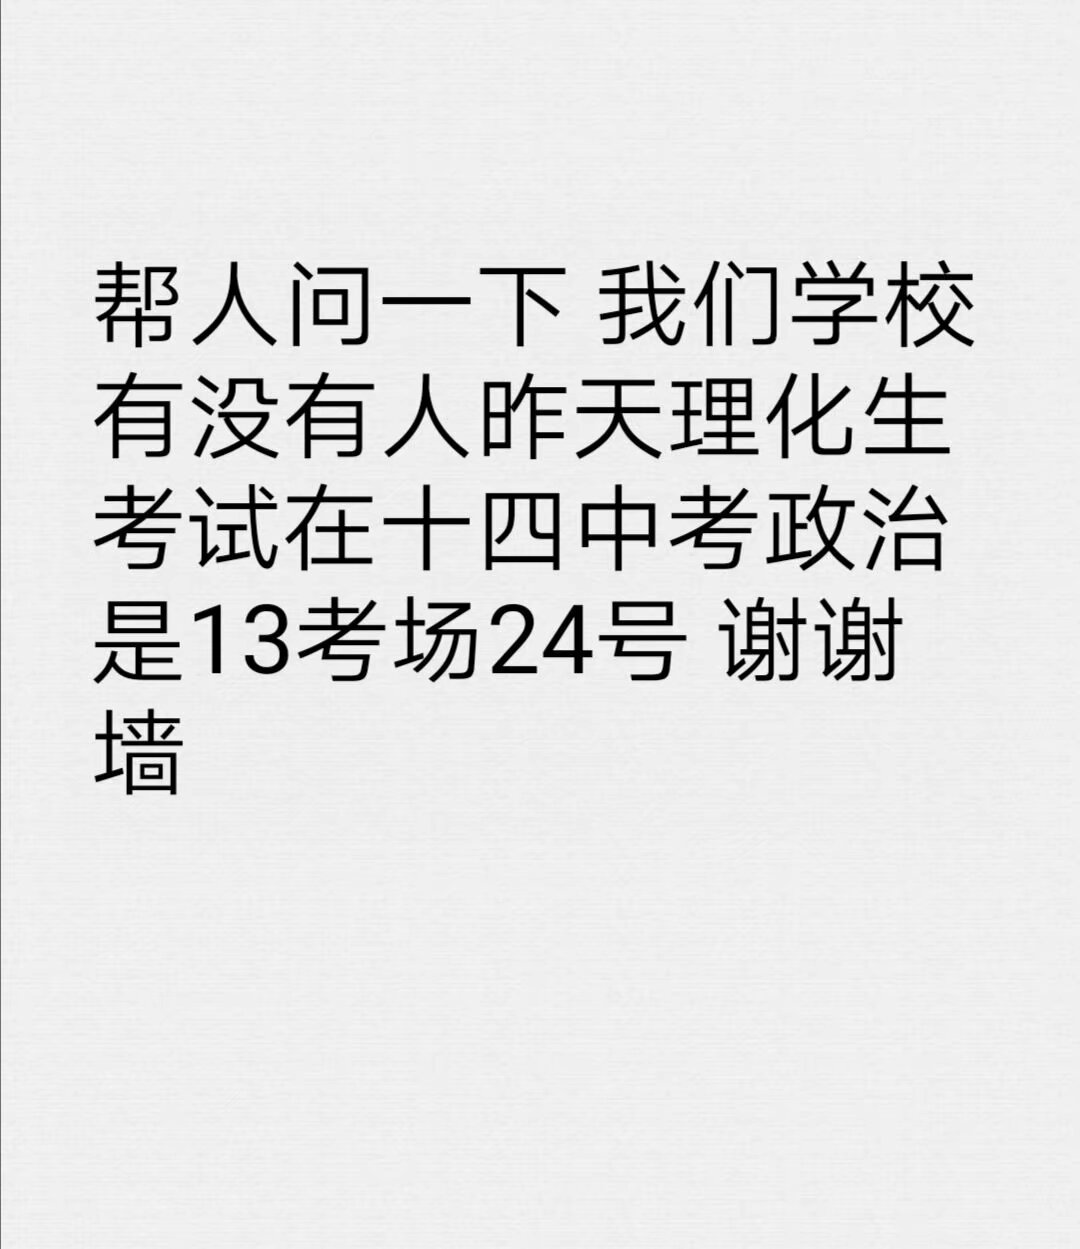 帮人问一下 我们学校
有没有人昨天理化生
考试在十四中考政治
是13考场24号 谢谢
墙